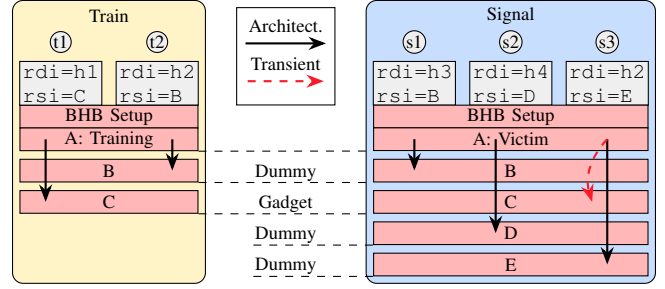 Train
t1 t2
rdi=h1 rdi=h2
rsi=C rsi=B
BHB Setup
A: Training
B
C
Architect.
Transient
Dummy
Gadget
Dummy
Dummy
Signal
s1 s2 s3
rdi=h3 rdi=h4 rdi=h2
rsi=B rsi=D rsi=E
BHB Setup
A: Victim
B
C
D
E